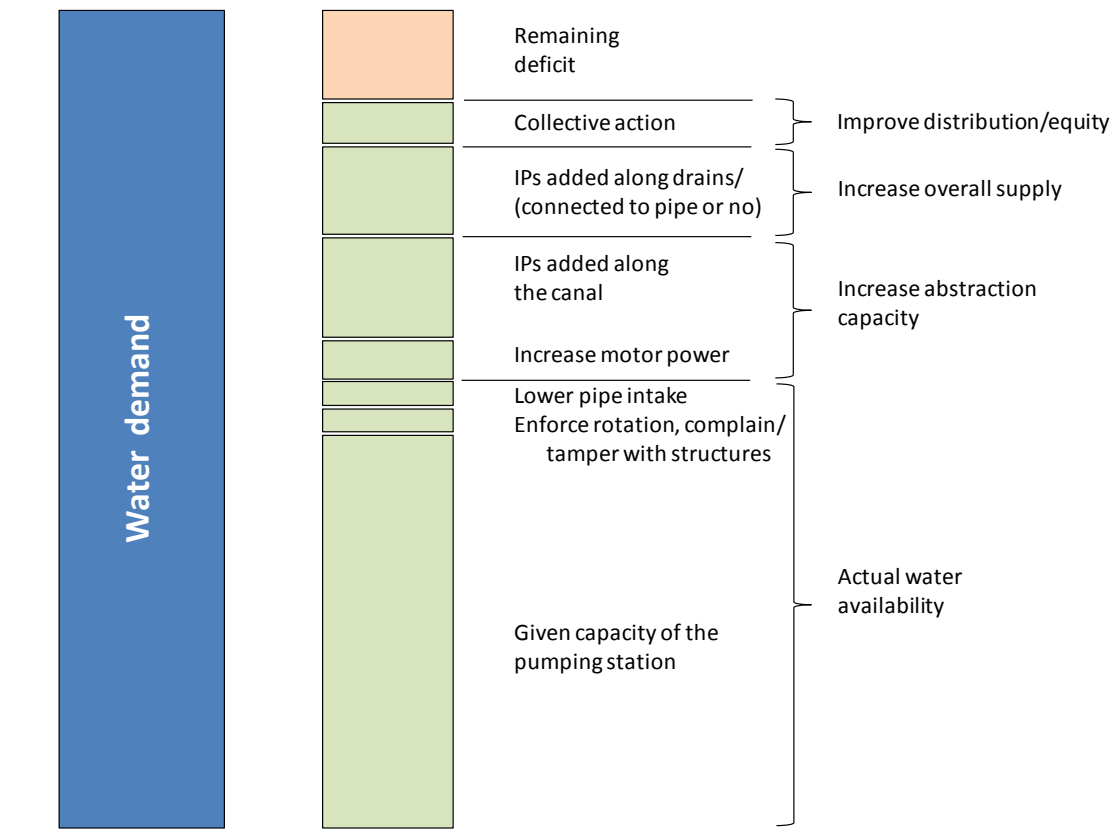 Water demand
Remaining
deficit
Collective action
Improve distribution/equity
IPs added along drains/
(connected to pipe or no)
Increase overall supply
IPs added along
the canal
Increase abstraction
capacity
Increase motor power
Lower pipe intake
Enforce rotation, complain/
tamper with structures
Actual water
availability
Given capacity of the
pumping station